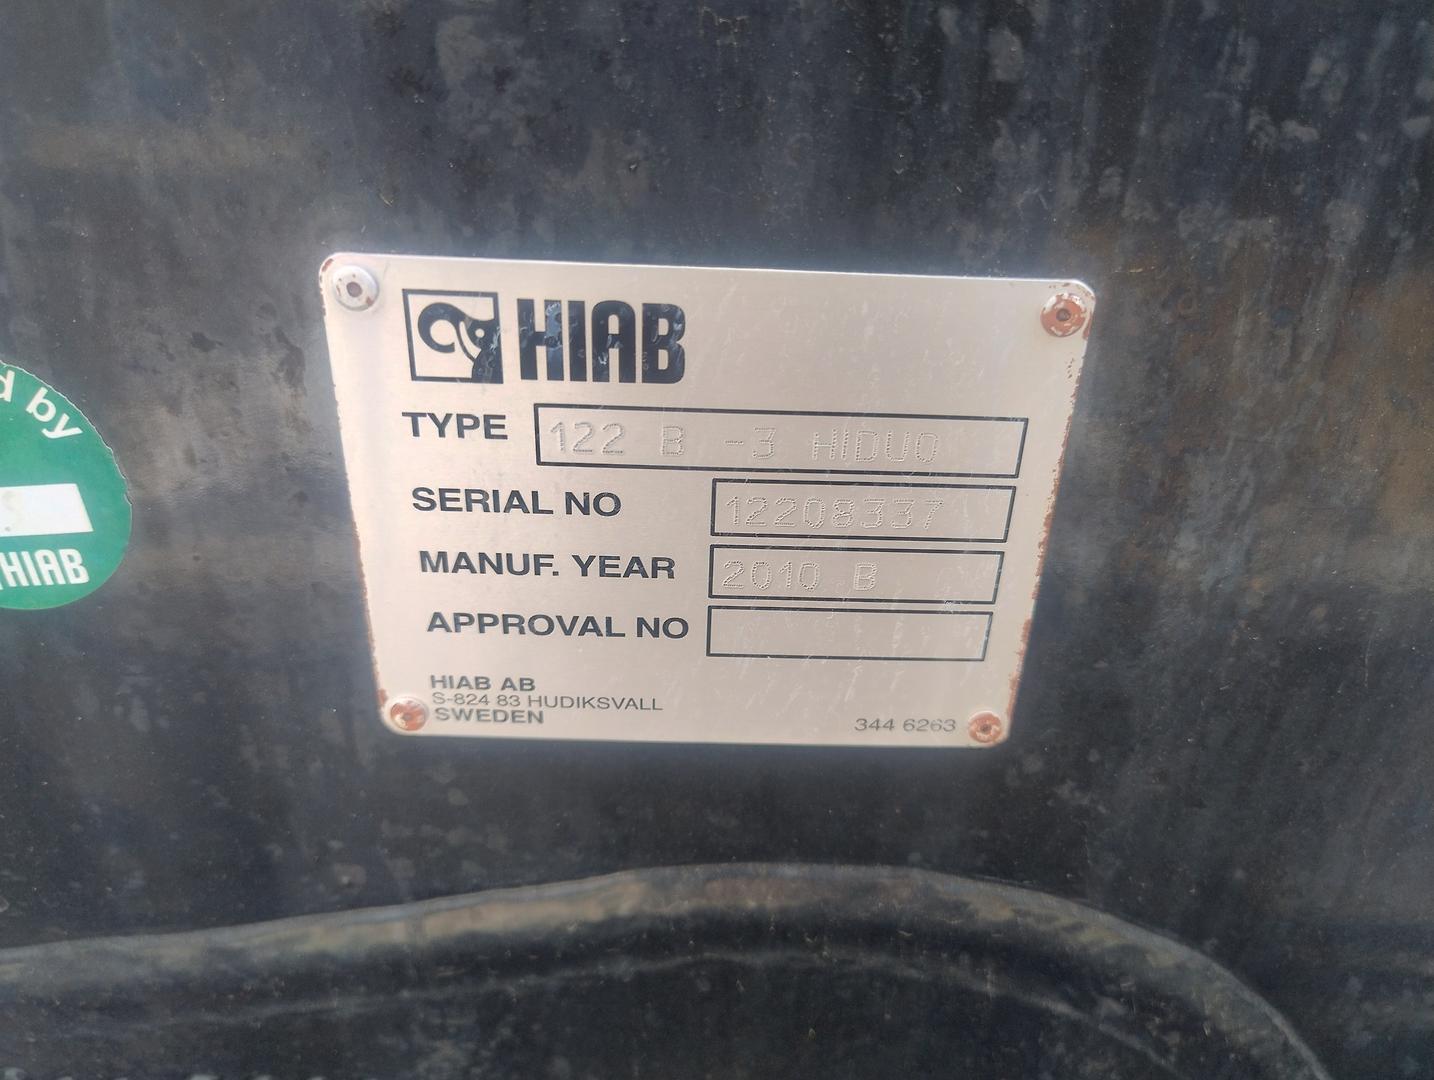 HIAB
TYPE 122 B -3 HIDUO
SERIAL NO 12208337
MANUF. YEAR 2010 B
APPROVAL NO
HIAB AB
S-824 83 HUDIKSVALL
SWEDEN
344 6263
d by
HIAB